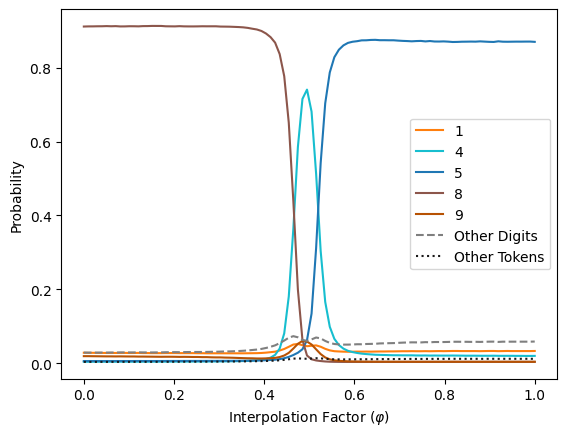 0.8
0.6
0.4
0.2
0.0
Probability
1
4
5
8
9
Other Digits
Other Tokens
0.0 0.2 0.4 0.6 0.8 1.0
Interpolation Factor (φ)